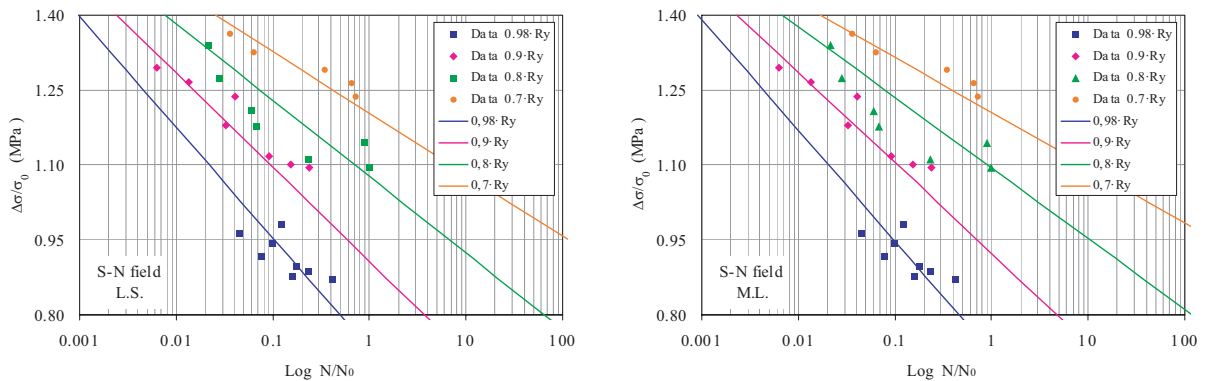 1.40
1.25
1.10
0.95
0.80
Δσ/σ0 (MPa)
0.001 0.01 0.1 1 10 100
Log N/N0
S-N field
L.S.
Data 0.98·Ry
Data 0.9·Ry
Data 0.8·Ry
Data 0.7·Ry
0,98·Ry
0,9·Ry
0,8·Ry
0,7·Ry
1.40
1.25
1.10
0.95
0.80
Δσ/σ0 (MPa)
0.001 0.01 0.1 1 10 100
Log N/N0
S-N field
M.L.
Data 0.98·Ry
Data 0.9·Ry
Data 0.8·Ry
Data 0.7·Ry
0,98·Ry
0,9·Ry
0,8·Ry
0,7·Ry